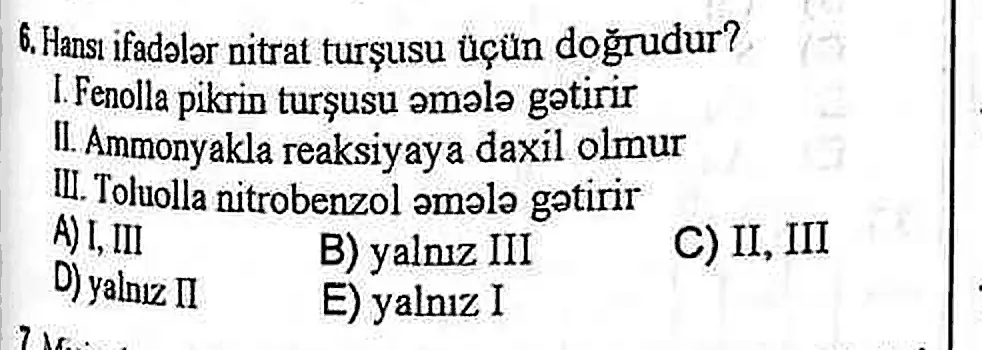 6. Hansı ifadələr nitrat turşusu üçün doğrudur?
I. Fenolla pikrin turşusu əmələ gətirir
II. Ammonyakla reaksiyaya daxil olmur
III. Toluolla nitrobenzol əmələ gətirir
A) I, III B) yalnız III C) II, III
D) yalnız II E) yalnız I
7.